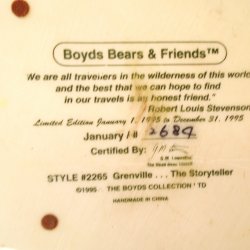 Boyds Bears & Friends™
We are all travelers in the wilderness of this world
and the best that we can hope to find
in our travels is an honest friend."
Robert Louis Stevenson
Limited Edition January 1, 1995 to December 31, 1995
January / # 2684
Certified By:
STYLE #2265 Grenville . . . The Storyteller
©1995 THE BOYDS COLLECTION LTD
HANDMADE IN CHINA